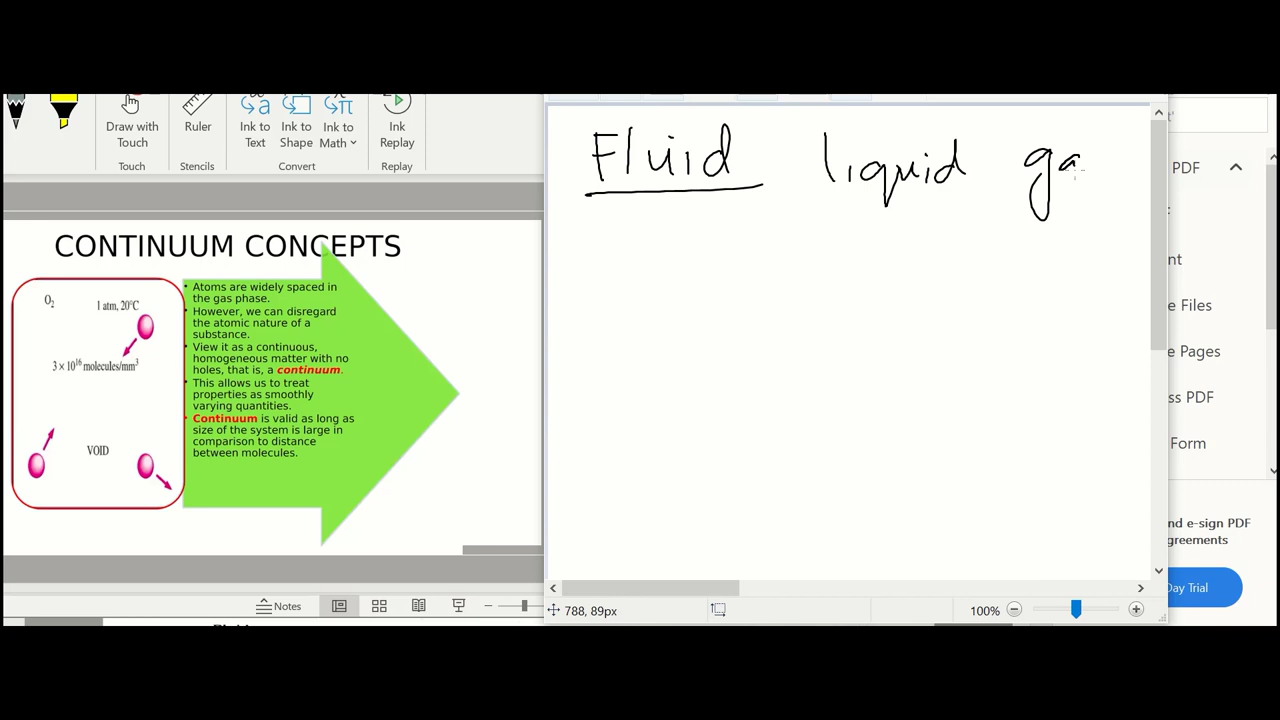 Draw with
Touch
Touch
Ruler
Stencils
Ink to
Text
Ink to
Shape
Ink to
Math
Convert
Ink
Replay
Replay
CONTINUUM CONCEPTS
O2
1 atm, 20°C
3 × 10^16 molecules/mm^3
VOID
• Atoms are widely spaced in
the gas phase.
• However, we can disregard
the atomic nature of a
substance.
• View it as a continuous,
homogeneous matter with no
holes, that is, a continuum.
• This allows us to treat
properties as smoothly
varying quantities.
• Continuum is valid as long as
size of the system is large in
comparison to distance
between molecules.
Notes
Fluid liquid ga
788, 89px
100%
PDF
nt
e Files
e Pages
ss PDF
Form
nd e-sign PDF
greements
Day Trial